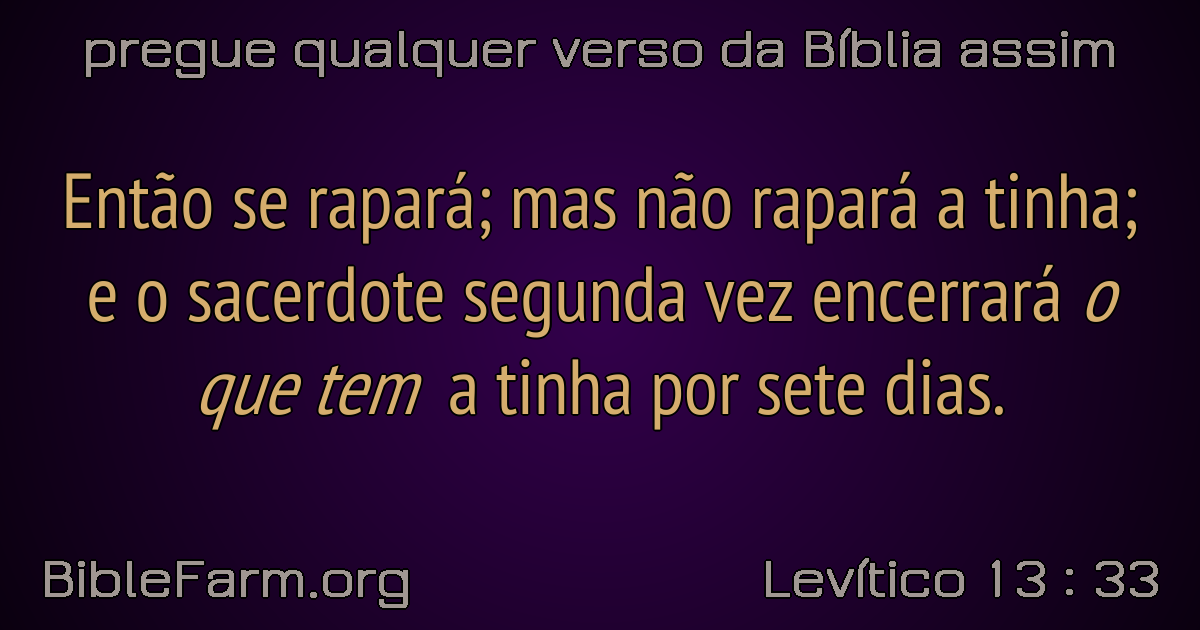 pregue qualquer verso da Bíblia assim
Então se rapará; mas não rapará a tinha;
e o sacerdote segunda vez encerrará o
que tem a tinha por sete dias.
BibleFarm.org
Levítico 13 : 33